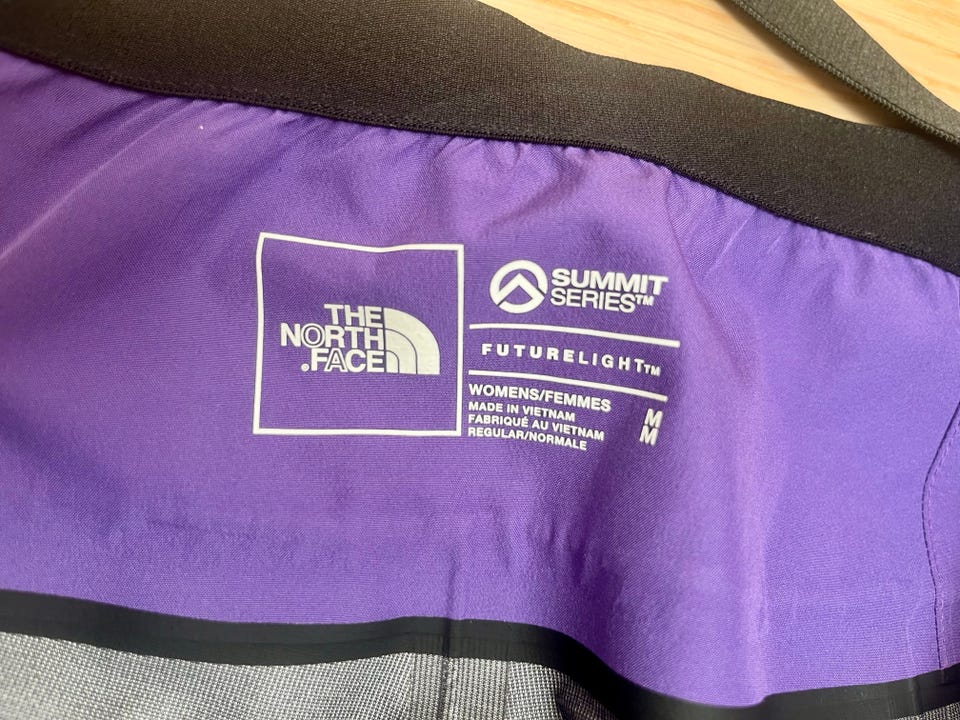 THE
NORTH
FACE
SUMMIT
SERIES™
FUTURELIGHT™
WOMENS/FEMMES M
MADE IN VIETNAM
FABRIQUÉ AU VIETNAM M
REGULAR/NORMALE